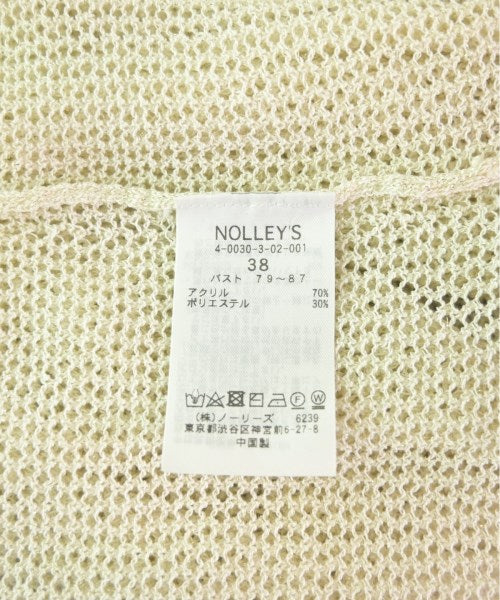 NOLLEY'S
4-0030-3-02-001
38
バスト 79～87
アクリル 70%
ポリエステル 30%
(株)ノーリーズ 6239
東京都渋谷区神宮前6-27-8
中国製